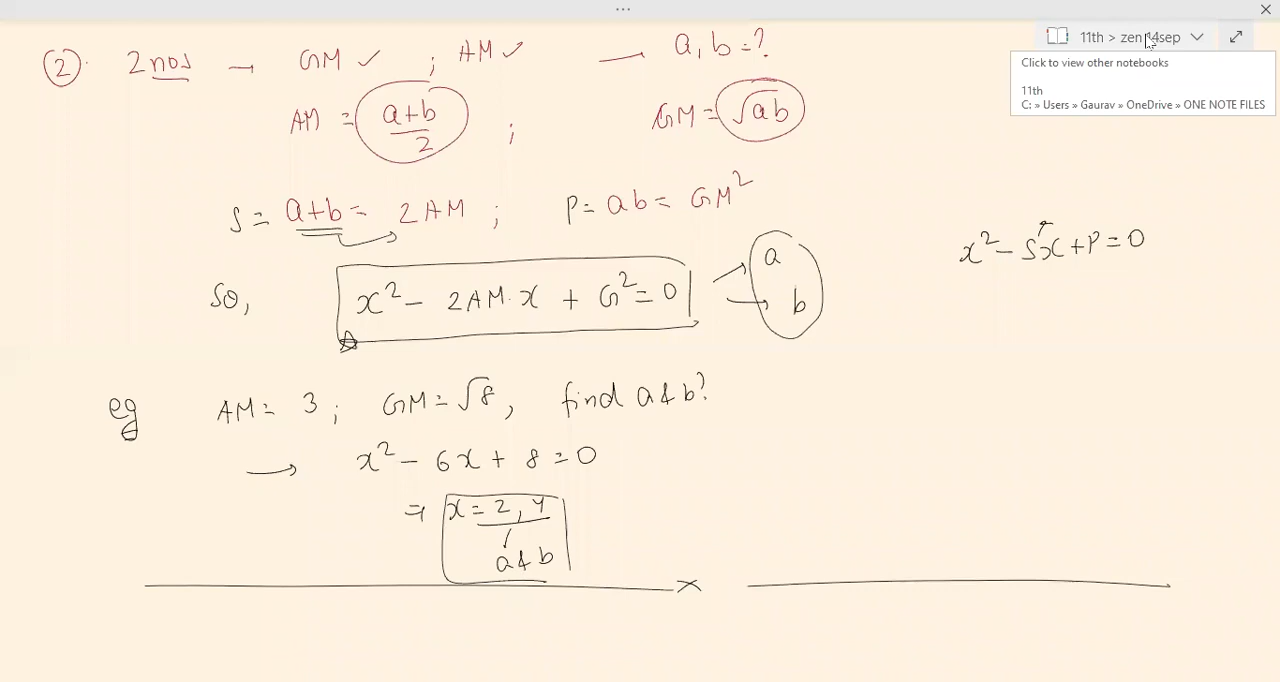 ...
11th > zen 14sep
Click to view other notebooks
11th
C: » Users » Gaurav » OneDrive » ONE NOTE FILES
② 2 nos → GM ✓ ; AM ✓ — a, b = ?
AM = a+b/2 ; GM = √ab
S = a+b = 2AM ; P = ab = GM²
x² - Sx + P = 0
So, x² - 2AM·x + G² = 0 → a
→ b
eg AM = 3 ; GM = √8 , find a & b?
→ x² - 6x + 8 = 0
⇒ x = 2, 4
a & b